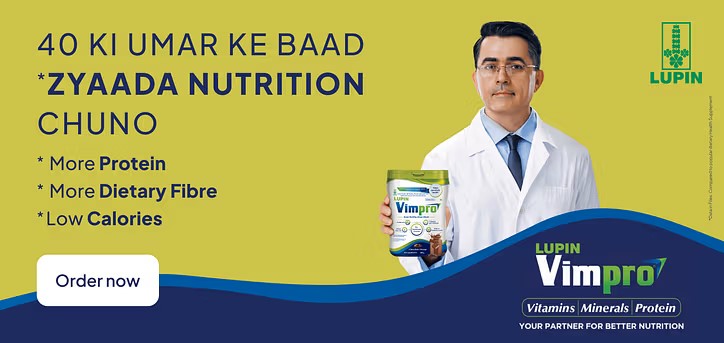 40 KI UMAR KE BAAD
*ZYAADA NUTRITION
CHUNO
* More Protein
* More Dietary Fibre
* Low Calories
Order now
LUPIN
LUPIN
Vimpro
LUPIN
Vimpro
Vitamins | Minerals | Protein
YOUR PARTNER FOR BETTER NUTRITION